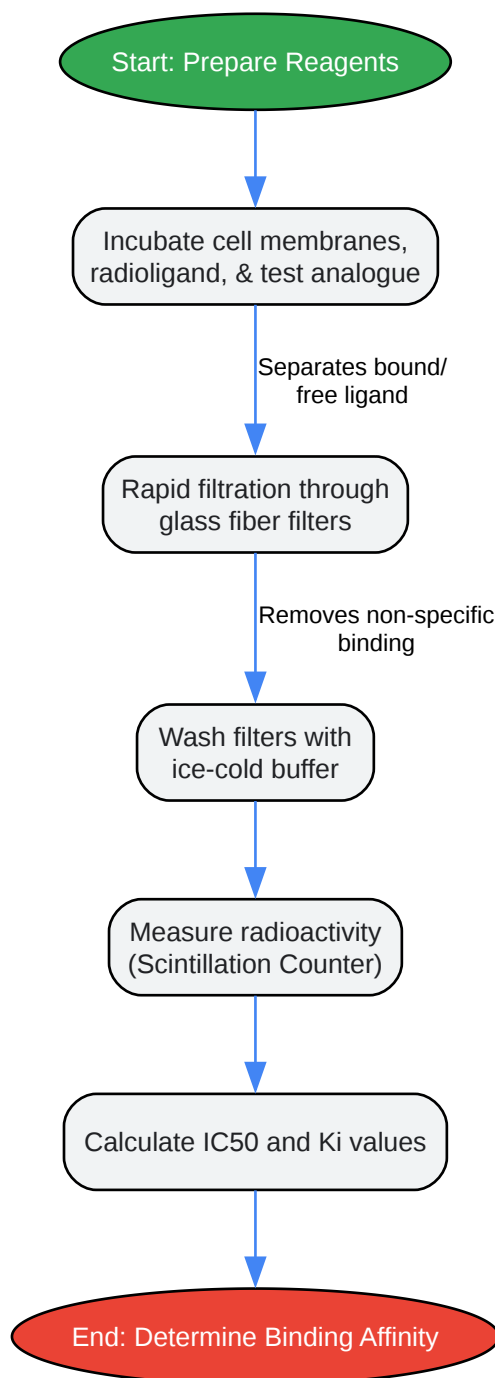 Start: Prepare Reagents
Incubate cell membranes,
radioligand, & test analogue
Separates bound/
free ligand
Rapid filtration through
glass fiber filters
Removes non-specific
binding
Wash filters with
ice-cold buffer
Measure radioactivity
(Scintillation Counter)
Calculate IC50 and Ki values
End: Determine Binding Affinity